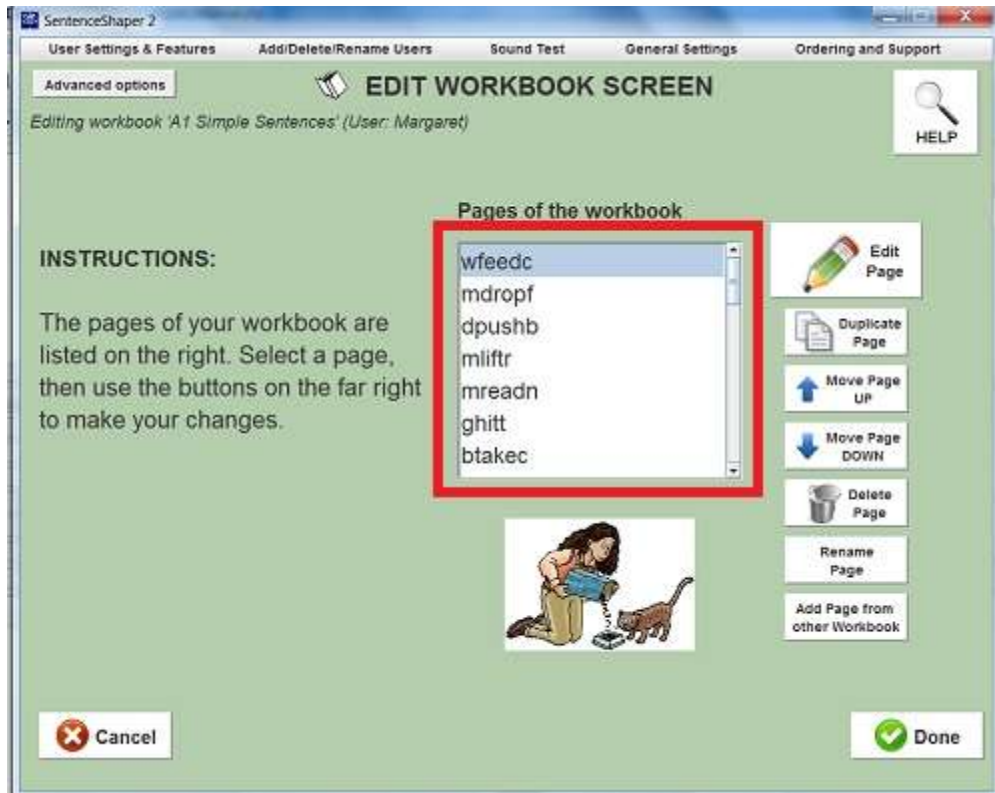 SentenceShaper 2
User Settings & Features Add/Delete/Rename Users Sound Test General Settings Ordering and Support
Advanced options
EDIT WORKBOOK SCREEN
Editing workbook 'A1 Simple Sentences' (User: Margaret)
HELP
Pages of the workbook
INSTRUCTIONS:
The pages of your workbook are
listed on the right. Select a page,
then use the buttons on the far right
to make your changes.
wfeedc
mdropf
dpushb
mliftr
mreadn
ghitt
btakec
Edit
Page
Duplicate
Page
Move Page
UP
Move Page
DOWN
Delete
Page
Rename
Page
Add Page from
other Workbook
Cancel
Done